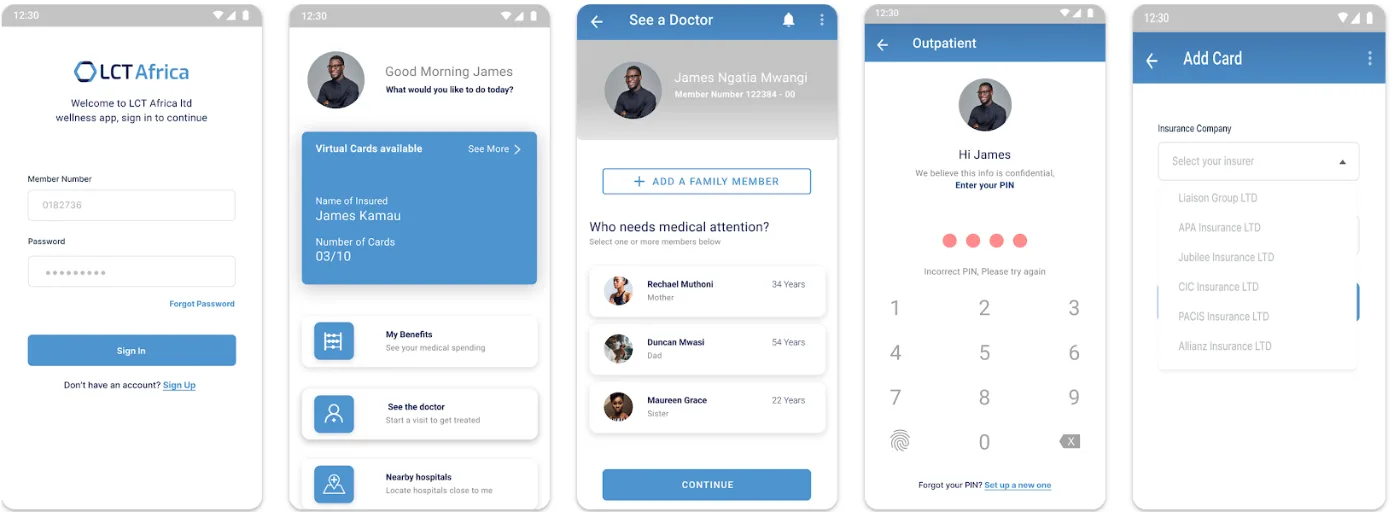 12:30
LCT Africa
Welcome to LCT Africa ltd
wellness app, sign in to continue
Member Number
0182736
Password
Forgot Password
Sign In
Don't have an account? Sign Up
12:30
Good Morning James
What would you like to do today?
Virtual Cards available
See More
Name of Insured
James Kamau
Number of Cards
03/10
My Benefits
See your medical spending
See the doctor
Start a visit to get treated
Nearby hospitals
Locate hospitals close to me
12:30
See a Doctor
James Ngatia Mwangi
Member Number 122384 - 00
+ ADD A FAMILY MEMBER
Who needs medical attention?
Select one or more members below
Rechael Muthoni
34 Years
Mother
Duncan Mwasi
54 Years
Dad
Maureen Grace
22 Years
Sister
CONTINUE
12:30
Outpatient
Hi James
We believe this info is confidential,
Enter your PIN
Incorrect PIN, Please try again
1 2 3
4 5 6
7 8 9
0
Forgot your PIN? Set up a new one
12:30
Add Card
Insurance Company
Select your insurer
Liaison Group LTD
APA Insurance LTD
Jubilee Insurance LTD
CIC Insurance LTD
PACIS Insurance LTD
Allianz Insurance LTD